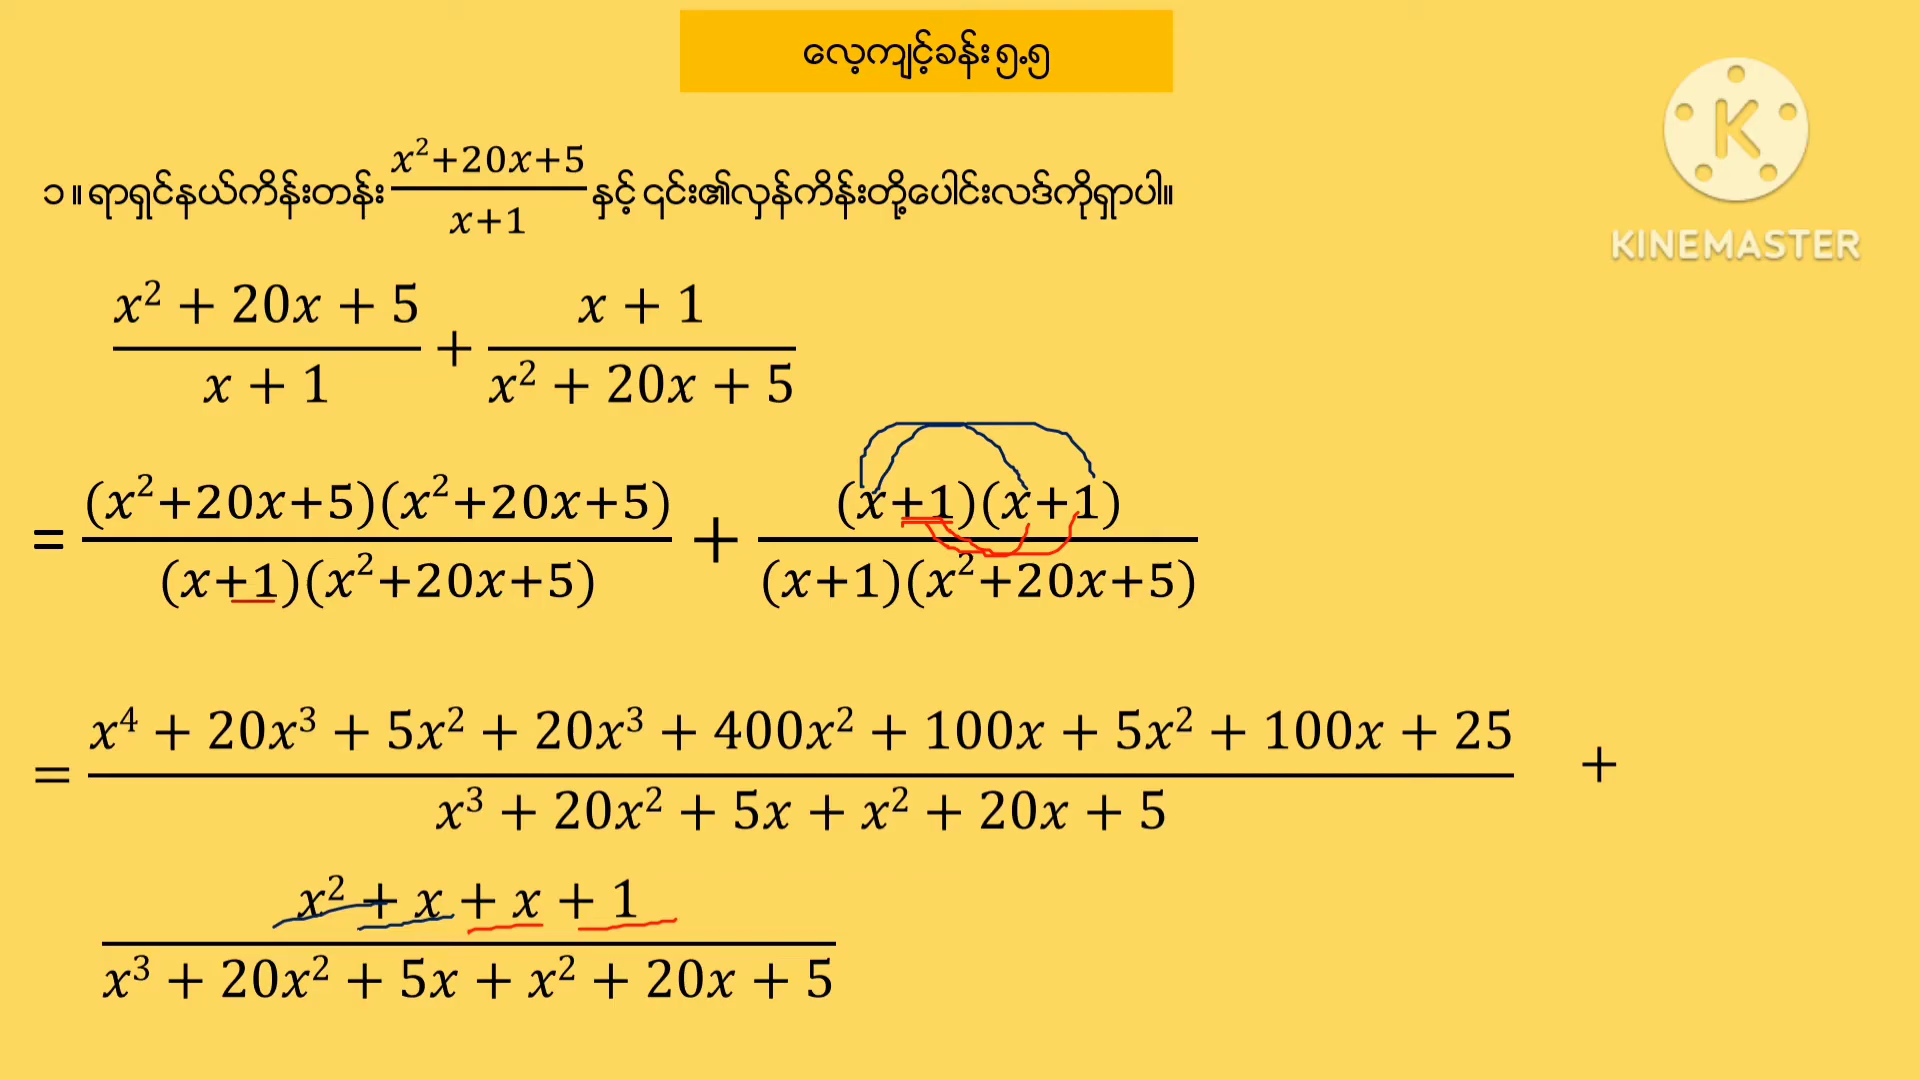 လေ့ကျင့်ခန်း ၅.၅
KINEMASTER
၁ ။ ရာရှင်နယ်ကိန်းတန်း (x²+20x+5)/(x+1) နှင့် ၎င်း၏လှန်ကိန်းတို့ပေါင်းလဒ်ကိုရှာပါ။
(x² + 20x + 5)/(x + 1) + (x + 1)/(x² + 20x + 5)
= ((x²+20x+5)(x²+20x+5))/((x+1)(x²+20x+5)) + ((x+1)(x+1))/((x+1)(x²+20x+5))
= (x⁴ + 20x³ + 5x² + 20x³ + 400x² + 100x + 5x² + 100x + 25)/(x³ + 20x² + 5x + x² + 20x + 5) +
(x² + x + x + 1)/(x³ + 20x² + 5x + x² + 20x + 5)